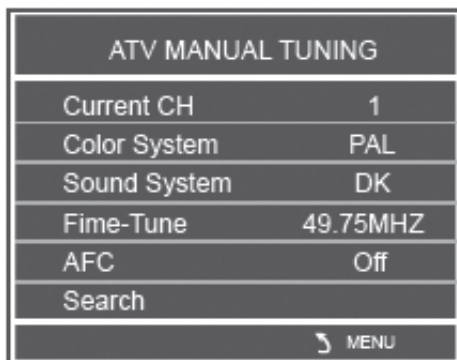 ATV MANUAL TUNING
Current CH 1
Color System PAL
Sound System DK
Fime-Tune 49.75MHZ
AFC Off
Search
MENU